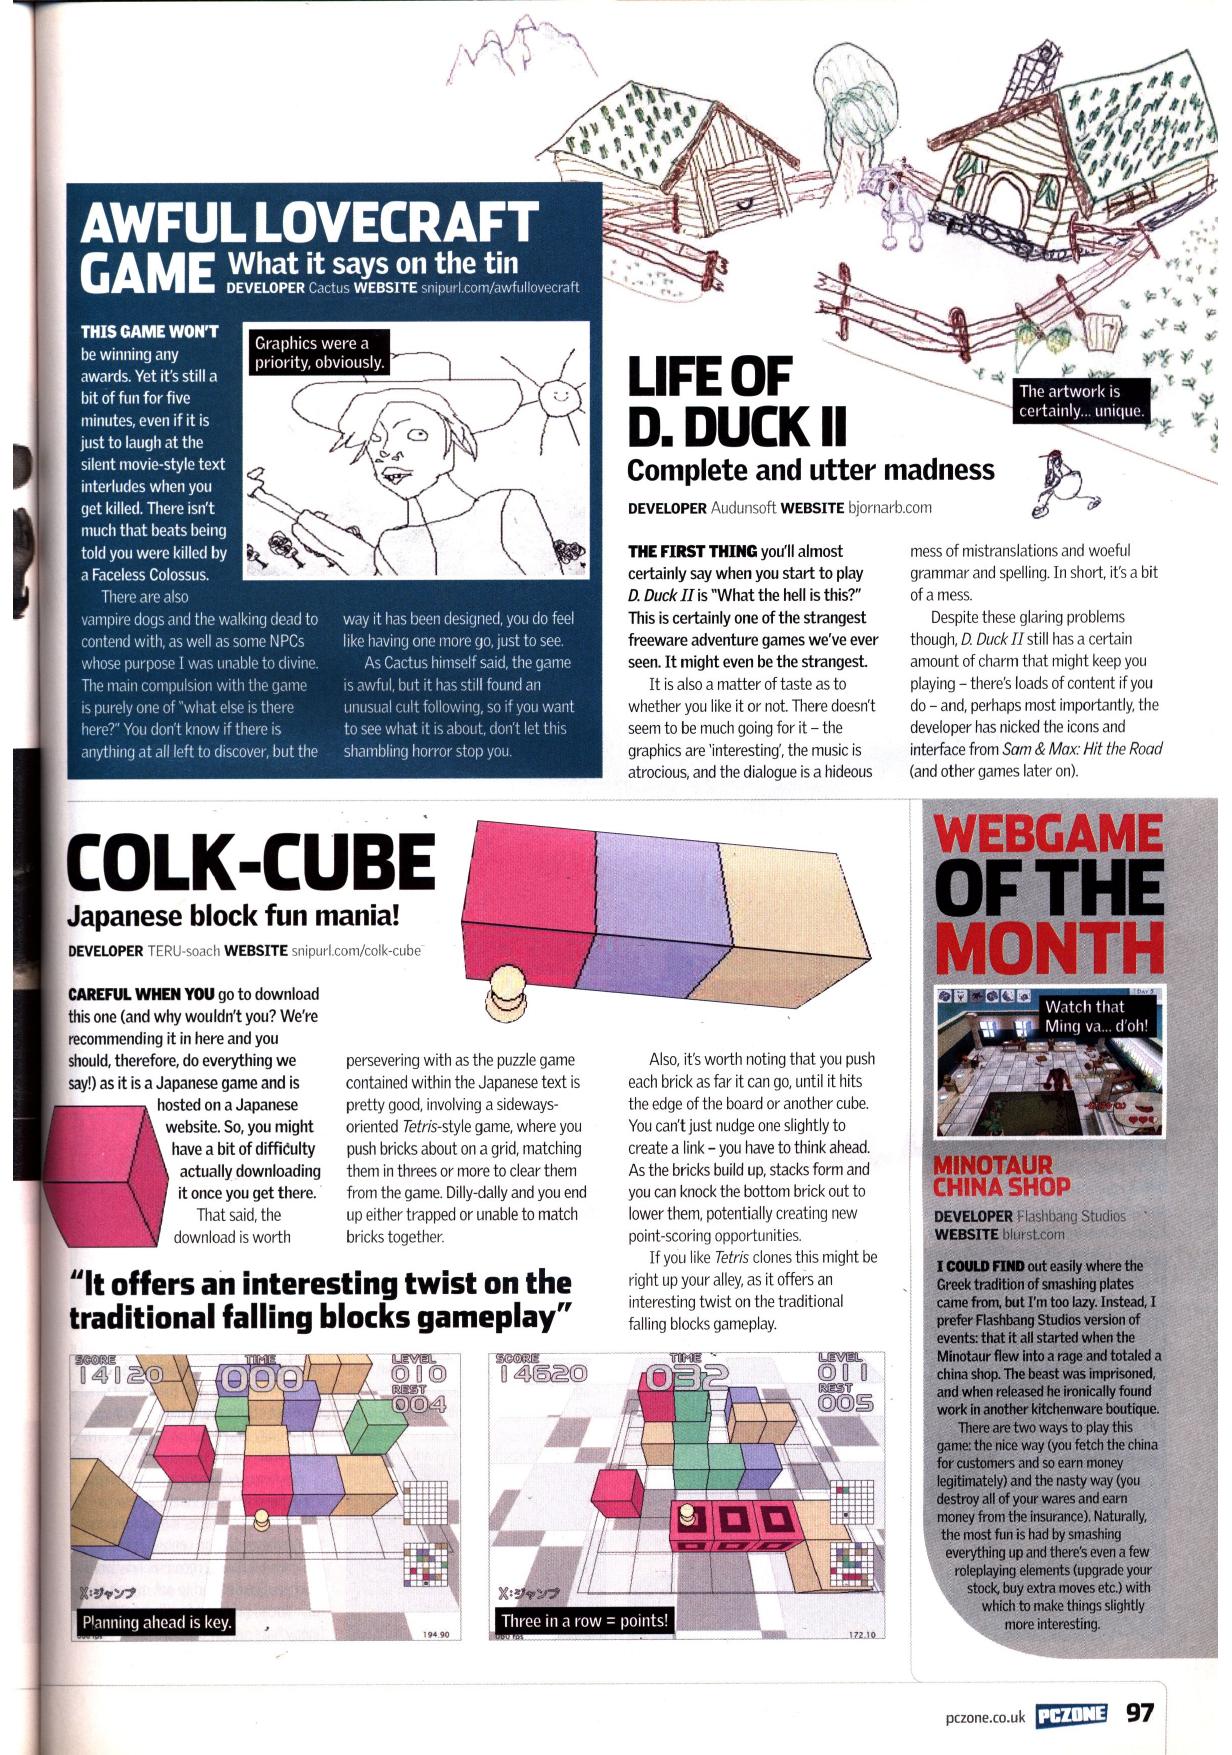 AWFUL LOVECRAFT
GAME What it says on the tin
DEVELOPER Cactus WEBSITE snipurl.com/awfullovecraft
THIS GAME WON'T
be winning any
awards. Yet it's still a
bit of fun for five
minutes, even if it is
just to laugh at the
silent movie-style text
interludes when you
get killed. There isn't
much that beats being
told you were killed by
a Faceless Colossus.
There are also
vampire dogs and the walking dead to
contend with, as well as some NPCs
whose purpose I was unable to divine.
The main compulsion with the game
is purely one of "what else is there
here?" You don't know if there is
anything at all left to discover, but the
Graphics were a
priority, obviously.
way it has been designed, you do feel
like having one more go, just to see.
As Cactus himself said, the game
is awful, but it has still found an
unusual cult following, so if you want
to see what it is about, don't let this
shambling horror stop you.
LIFE OF
D. DUCK II
Complete and utter madness
DEVELOPER Audunsoft WEBSITE bjornarb.com
The artwork is
certainly... unique.
THE FIRST THING you'll almost
certainly say when you start to play
D. Duck II is "What the hell is this?"
This is certainly one of the strangest
freeware adventure games we've ever
seen. It might even be the strangest.
It is also a matter of taste as to
whether you like it or not. There doesn't
seem to be much going for it – the
graphics are 'interesting', the music is
atrocious, and the dialogue is a hideous
mess of mistranslations and woeful
grammar and spelling. In short, it's a bit
of a mess.
Despite these glaring problems
though, D. Duck II still has a certain
amount of charm that might keep you
playing – there's loads of content if you
do – and, perhaps most importantly, the
developer has nicked the icons and
interface from Sam & Max: Hit the Road
(and other games later on).
COLK-CUBE
Japanese block fun mania!
DEVELOPER TERU-soach WEBSITE snipurl.com/colk-cube
CAREFUL WHEN YOU go to download
this one (and why wouldn't you? We're
recommending it in here and you
should, therefore, do everything we
say!) as it is a Japanese game and is
hosted on a Japanese
website. So, you might
have a bit of difficulty
actually downloading
it once you get there.
That said, the
download is worth
persevering with as the puzzle game
contained within the Japanese text is
pretty good, involving a sideways-
oriented Tetris-style game, where you
push bricks about on a grid, matching
them in threes or more to clear them
from the game. Dilly-dally and you end
up either trapped or unable to match
bricks together.
Also, it's worth noting that you push
each brick as far it can go, until it hits
the edge of the board or another cube.
You can't just nudge one slightly to
create a link – you have to think ahead.
As the bricks build up, stacks form and
you can knock the bottom brick out to
lower them, potentially creating new
point-scoring opportunities.
If you like Tetris clones this might be
right up your alley, as it offers an
interesting twist on the traditional
falling blocks gameplay.
"It offers an interesting twist on the
traditional falling blocks gameplay"
SCORE TIME LEVEL
14120 000 010
REST
004
X:ジャンプ
Planning ahead is key.
194.90
SCORE TIME LEVEL
14620 032 011
REST
005
X:ジャンプ
Three in a row = points!
172.10
WEBGAME
OF THE
MONTH
DAY 5
Watch that
Ming va... d'oh!
MINOTAUR
CHINA SHOP
DEVELOPER Flashbang Studios
WEBSITE blurst.com
I COULD FIND out easily where the
Greek tradition of smashing plates
came from, but I'm too lazy. Instead, I
prefer Flashbang Studios version of
events: that it all started when the
Minotaur flew into a rage and totaled a
china shop. The beast was imprisoned,
and when released he ironically found
work in another kitchenware boutique.
There are two ways to play this
game: the nice way (you fetch the china
for customers and so earn money
legitimately) and the nasty way (you
destroy all of your wares and earn
money from the insurance). Naturally,
the most fun is had by smashing
everything up and there's even a few
roleplaying elements (upgrade your
stock, buy extra moves etc.) with
which to make things slightly
more interesting.
pczone.co.uk PCZONE 97